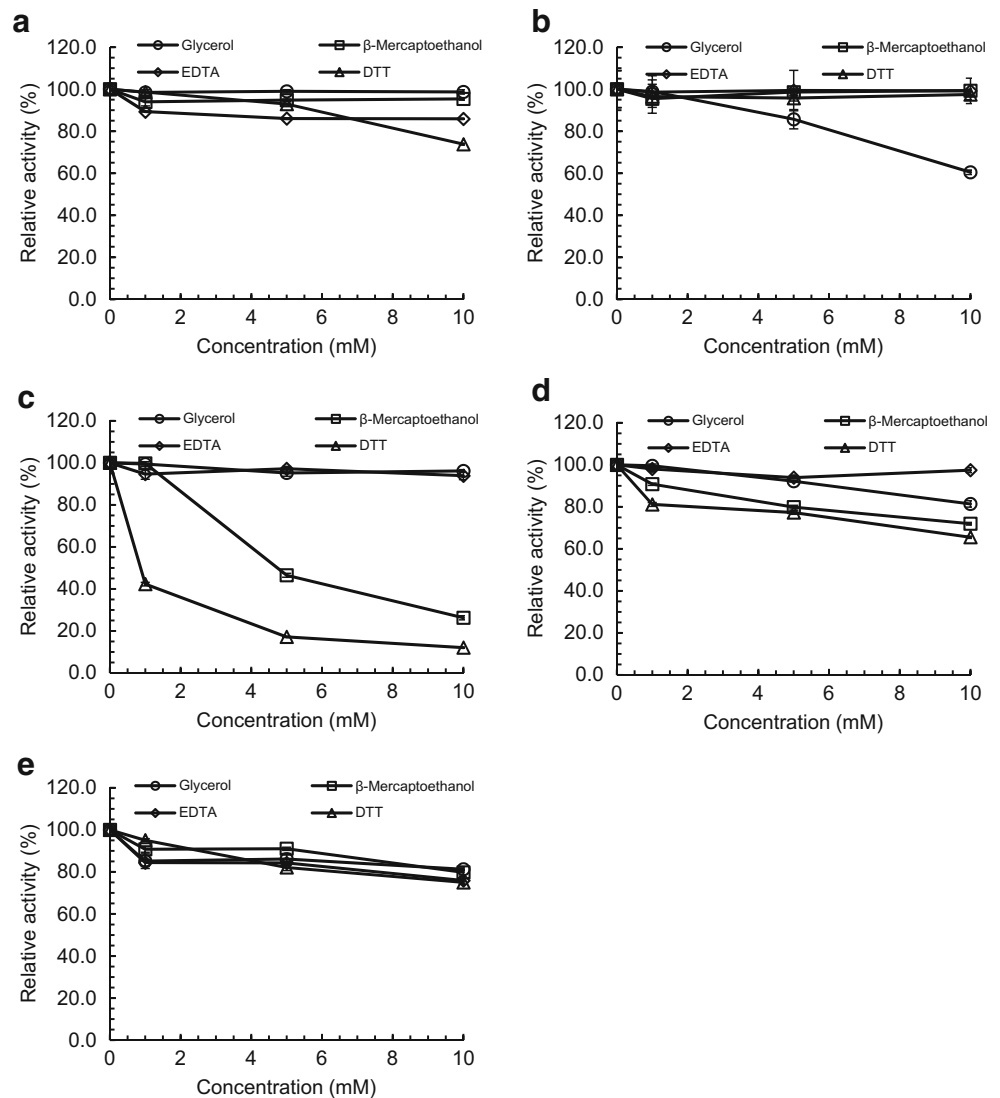 a
Glycerol
β-Mercaptoethanol
EDTA
DTT
120.0
100.0
80.0
60.0
40.0
20.0
0.0
Relative activity (%)
0 2 4 6 8 10
Concentration (mM)
b
Glycerol
β-Mercaptoethanol
EDTA
DTT
120.0
100.0
80.0
60.0
40.0
20.0
0.0
Relative activity (%)
0 2 4 6 8 10
Concentration (mM)
c
Glycerol
β-Mercaptoethanol
EDTA
DTT
120.0
100.0
80.0
60.0
40.0
20.0
0.0
Relative activity (%)
0 2 4 6 8 10
Concentration (mM)
d
Glycerol
β-Mercaptoethanol
EDTA
DTT
120.0
100.0
80.0
60.0
40.0
20.0
0.0
Relative activity (%)
0 2 4 6 8 10
Concentration (mM)
e
Glycerol
β-Mercaptoethanol
EDTA
DTT
120.0
100.0
80.0
60.0
40.0
20.0
0.0
Relative activity (%)
0 2 4 6 8 10
Concentration (mM)